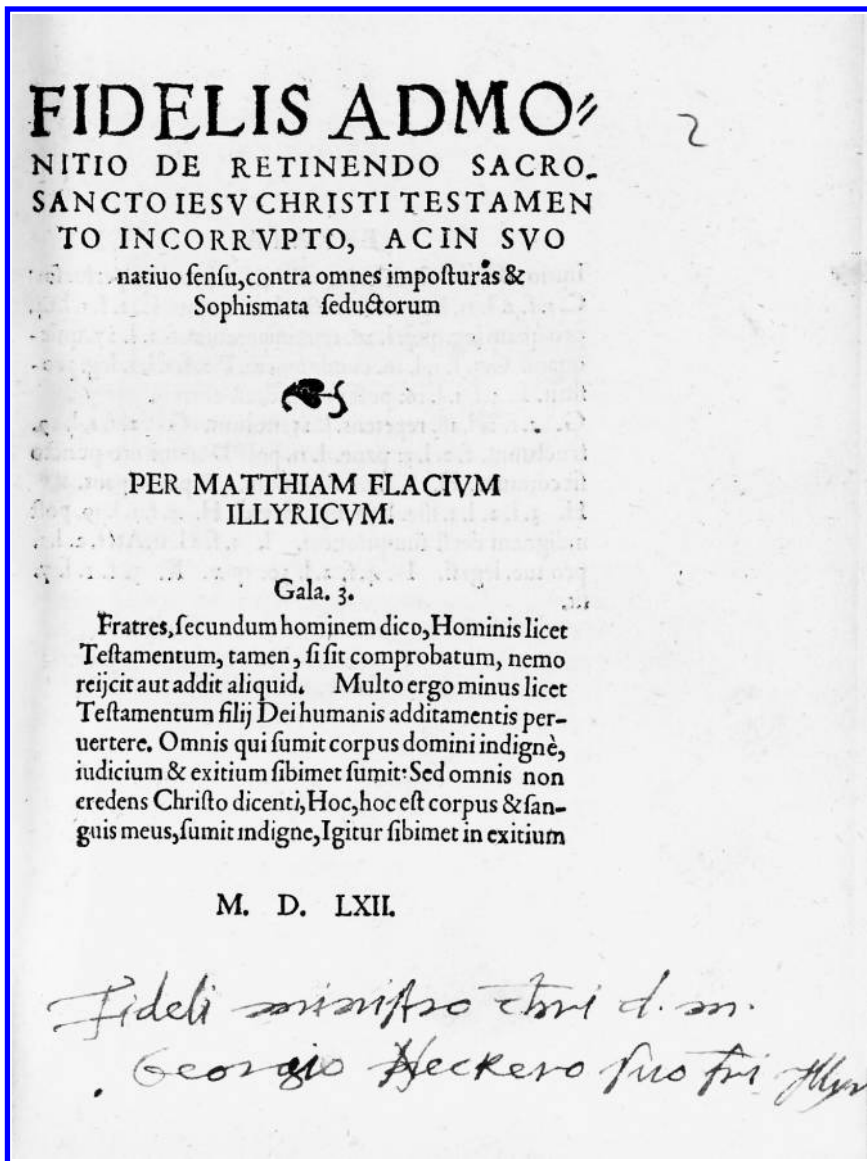 FIDELIS ADMO⸗
2
NITIO DE RETINENDO SACRO-
SANCTO IESV CHRISTI TESTAMEN
TO INCORRVPTO, AC IN SVO
natiuo ſenſu, contra omnes impoſturas &
Sophismata ſeductorum
PER MATTHIAM FLACIVM
ILLYRICVM.
Gala. 3.
Fratres, ſecundum hominem dico, Hominis licet
Teſtamentum, tamen, ſi ſit comprobatum, nemo
reijcit aut addit aliquid. Multo ergo minus licet
Teſtamentum filij Dei humanis additamentis per-
uertere. Omnis qui ſumit corpus domini indignè,
iudicium & exitium ſibimet ſumit: Sed omnis non
credens Chriſto dicenti, Hoc, hoc eſt corpus & ſan-
guis meus, ſumit indigne, Igitur ſibimet in exitium
M. D. LXII.
Fideli miniſtro chri d. m.
Georgio Heckero ſuo fri Illyr